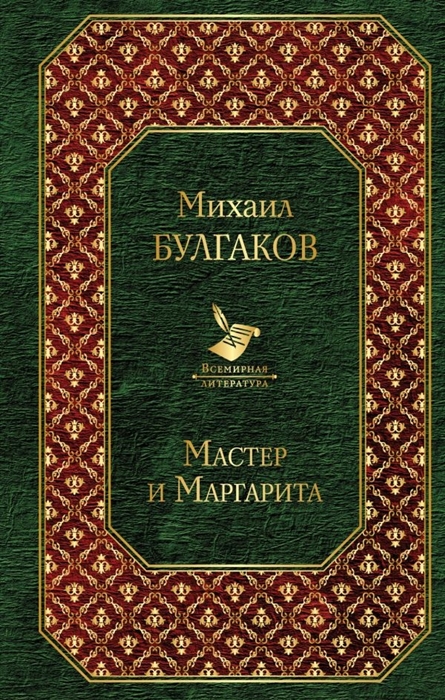 Михаил
БУЛГАКОВ
Всемирная
литература
Мастер
и Маргарита